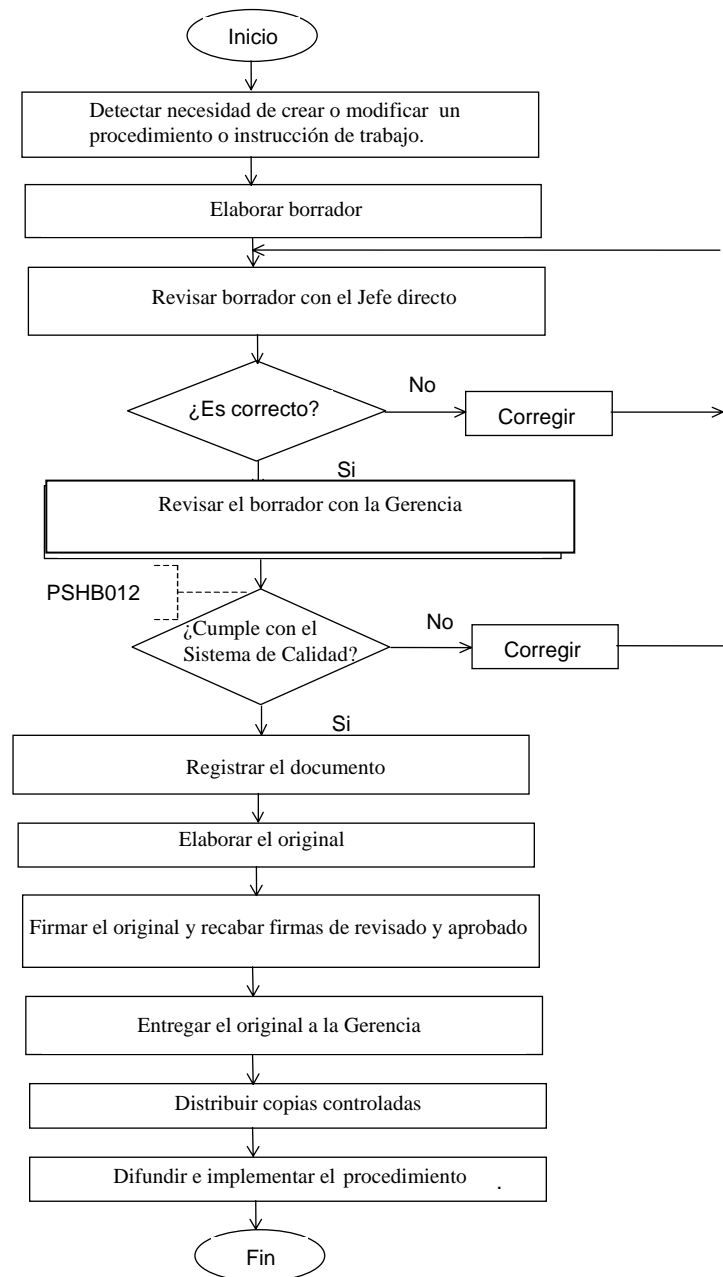 Inicio
Detectar necesidad de crear o modificar un
procedimiento o instrucción de trabajo.
Elaborar borrador
Revisar borrador con el Jefe directo
¿Es correcto?
No
Corregir
Si
Revisar el borrador con la Gerencia
PSHB012
¿Cumple con el
Sistema de Calidad?
No
Corregir
Si
Registrar el documento
Elaborar el original
Firmar el original y recabar firmas de revisado y aprobado
Entregar el original a la Gerencia
Distribuir copias controladas
Difundir e implementar el procedimiento .
Fin